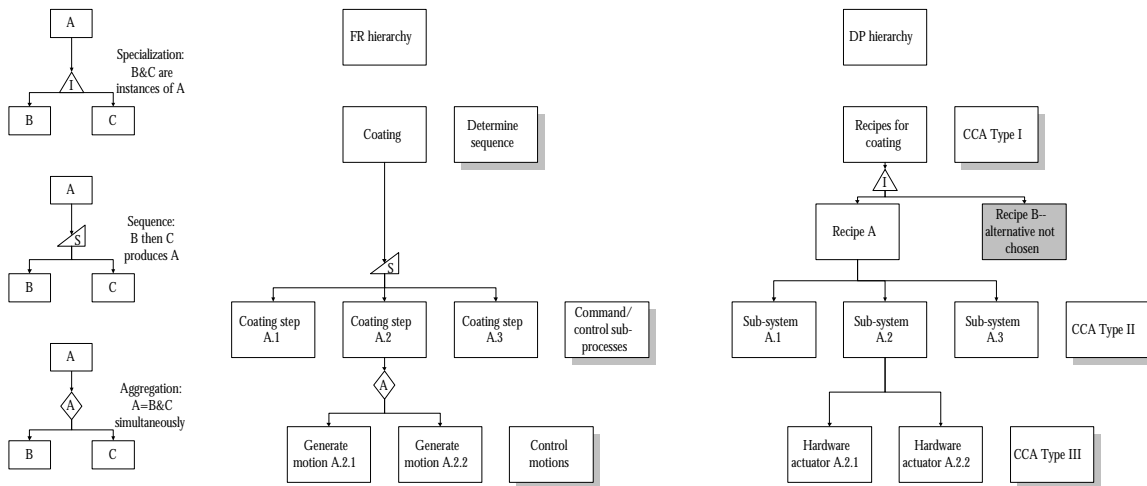 A
Specialization:
B&C are
instances of A
I
B
C
A
Sequence:
B then C
produces A
S
B
C
A
Aggregation:
A=B&C
simultaneously
A
B
C
FR hierarchy
Coating
Determine
sequence
S
Coating step
A.1
Coating step
A.2
Coating step
A.3
Command/
control sub-
processes
A
Generate
motion A.2.1
Generate
motion A.2.2
Control
motions
DP hierarchy
Recipes for
coating
CCA Type I
I
Recipe A
Recipe B--
alternative not
chosen
Sub-system
A.1
Sub-system
A.2
Sub-system
A.3
CCA Type II
Hardware
actuator A.2.1
Hardware
actuator A.2.2
CCA Type III